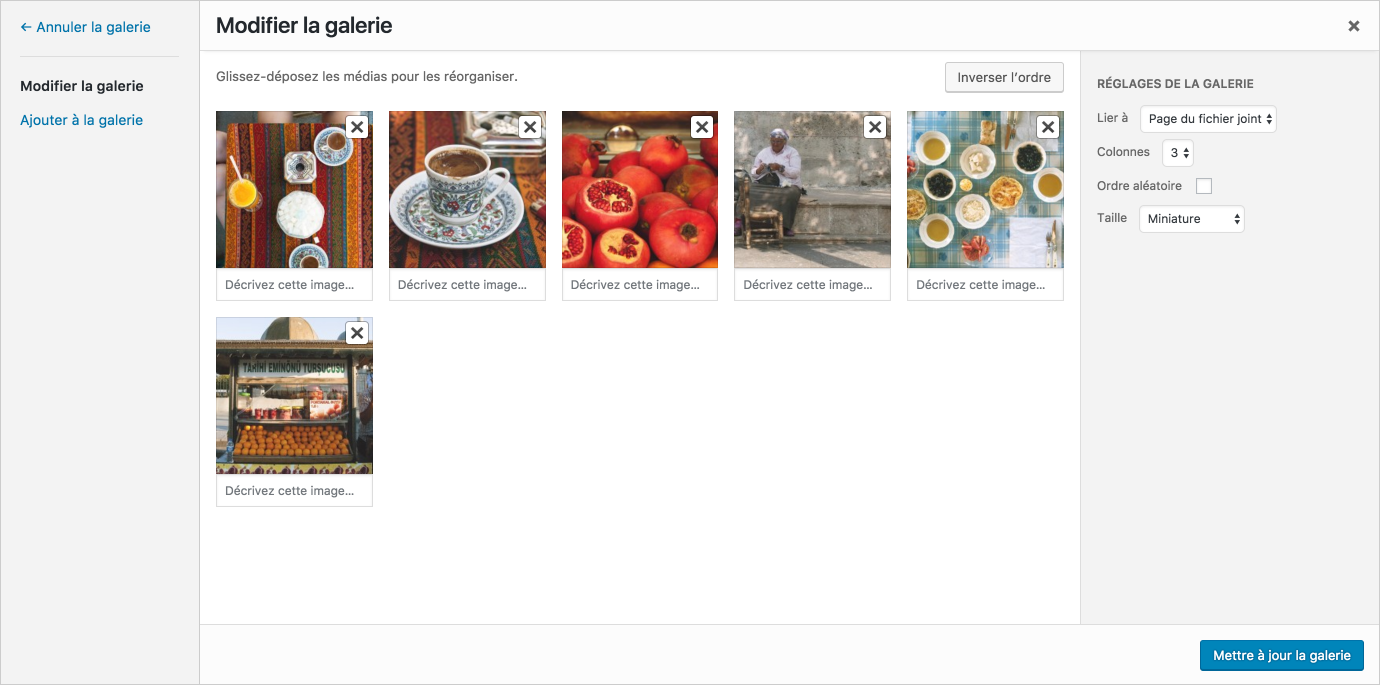 ← Annuler la galerie
Modifier la galerie
Ajouter à la galerie
Modifier la galerie
Glissez-déposez les médias pour les réorganiser.
Inverser l’ordre
Décrivez cette image…
Décrivez cette image…
Décrivez cette image…
Décrivez cette image…
Décrivez cette image…
TARİHİ EMİNÖNÜ TURŞUCUSU
Décrivez cette image…
RÉGLAGES DE LA GALERIE
Lier à Page du fichier joint
Colonnes 3
Ordre aléatoire
Taille Miniature
Mettre à jour la galerie